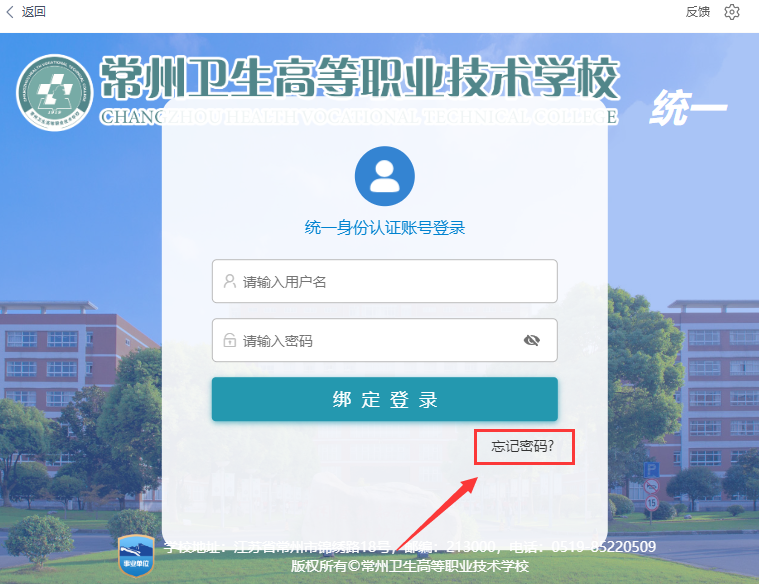 返回
反馈
常州卫生高等职业技术学校
CHANGZHOU HEALTH VOCATIONAL TECHNICAL COLLEGE
统一
统一身份认证账号登录
请输入用户名
请输入密码
绑定登录
忘记密码?
学校地址：江苏省常州市锦绣路18号，邮编：213000，电话：0519-85220509
版权所有©常州卫生高等职业技术学校
事业单位
P
15